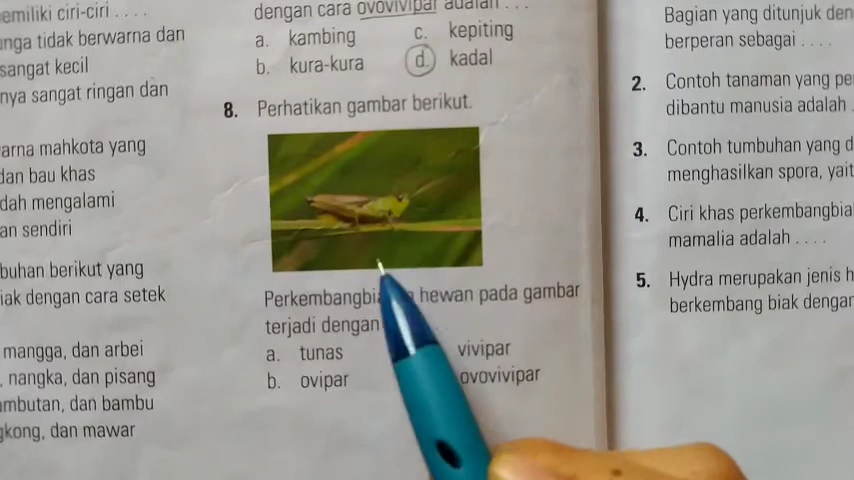 emiliki ciri-ciri . . . .
nga tidak berwarna dan
sangat kecil
nya sangat ringan dan
arna mahkota yang
dan bau khas
dah mengalami
an sendiri
buhan berikut yang
iak dengan cara setek
mangga, dan arbei
, nangka, dan pisang
ambutan, dan bambu
gkong, dan mawar
dengan cara ovovivipar adalah . . .
a. kambing c. kepiting
b. kura-kura d. kadal
8. Perhatikan gambar berikut.
hewan pada gambar
terjadi dengan
a. tunas vivipar
b. ovipar ovovivipar
Bagian yang ditunjuk den
berperan sebagai . . . .
2. Contoh tanaman yang pe
dibantu manusia adalah .
3. Contoh tumbuhan yang d
menghasilkan spora, yait
4. Ciri khas perkembangbia
mamalia adalah . . . .
5. Hydra merupakan jenis h
berkembang biak dengan